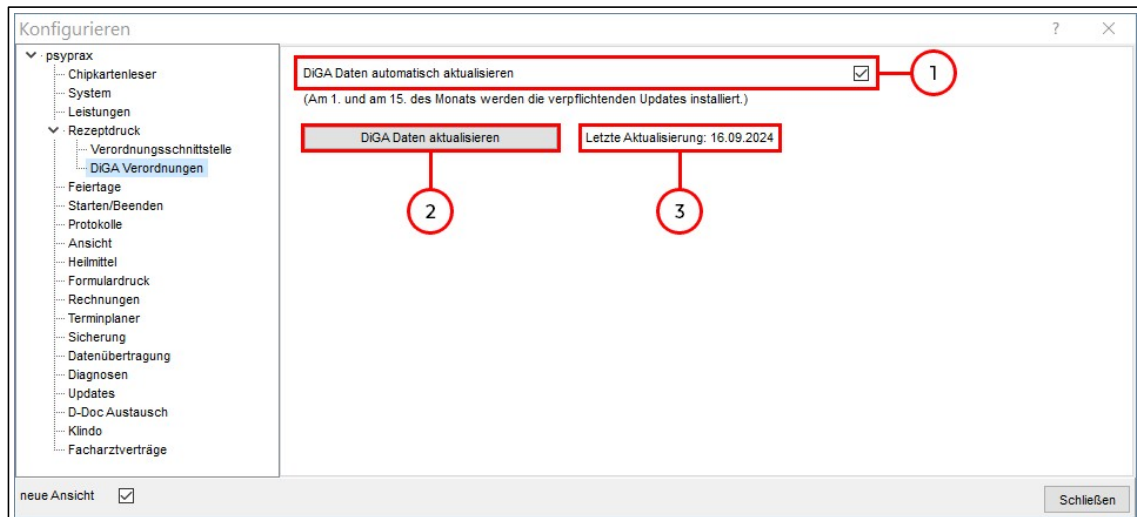 Konfigurieren
? ×
psyprax
Chipkartenleser
System
Leistungen
Rezeptdruck
Verordnungsschnittstelle
DiGA Verordnungen
Feiertage
Starten/Beenden
Protokolle
Ansicht
Heilmittel
Formulardruck
Rechnungen
Terminplaner
Sicherung
Datenübertragung
Diagnosen
Updates
D-Doc Austausch
Klindo
Facharztverträge
DiGA Daten automatisch aktualisieren
1
(Am 1. und am 15. des Monats werden die verpflichtenden Updates installiert.)
DiGA Daten aktualisieren
Letzte Aktualisierung: 16.09.2024
2
3
neue Ansicht
Schließen